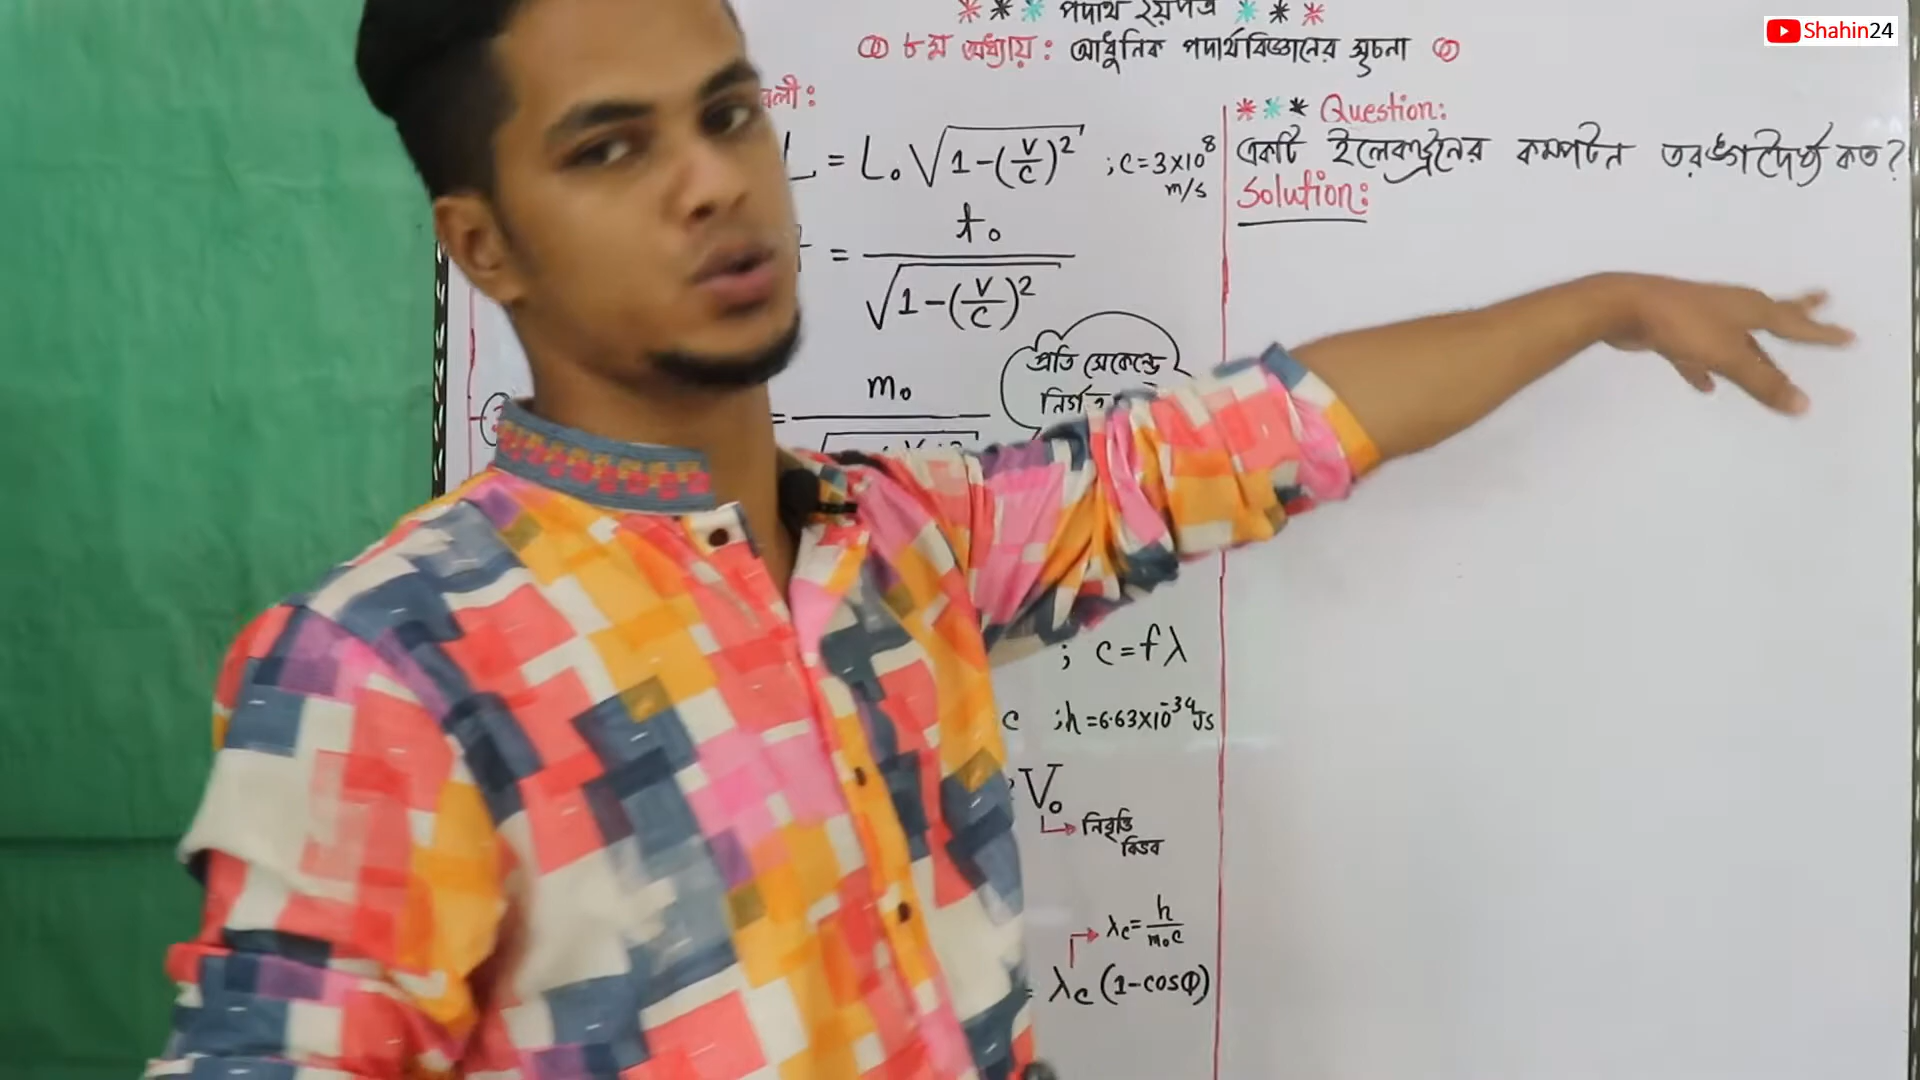 Shahin24
*** পদার্থ ২য় পত্র ***
৮ম অধ্যায় : আধুনিক পদার্থবিজ্ঞানের সূচনা
বলী :
L = L₀ √1-(v/c)² ; c = 3×10⁸ m/s
= t₀ / √1-(v/c)²
= m₀
প্রতি সেকেন্ডে
নির্গত
; c = fλ
c ; h = 6.63×10⁻³⁴ Js
V₀
নিবৃত্তি
বিভব
λc = h/m₀c
= λc (1-cosφ)
*** Question:
একটি ইলেকট্রনের কম্পটন তরঙ্গদৈর্ঘ্য কত?
Solution: